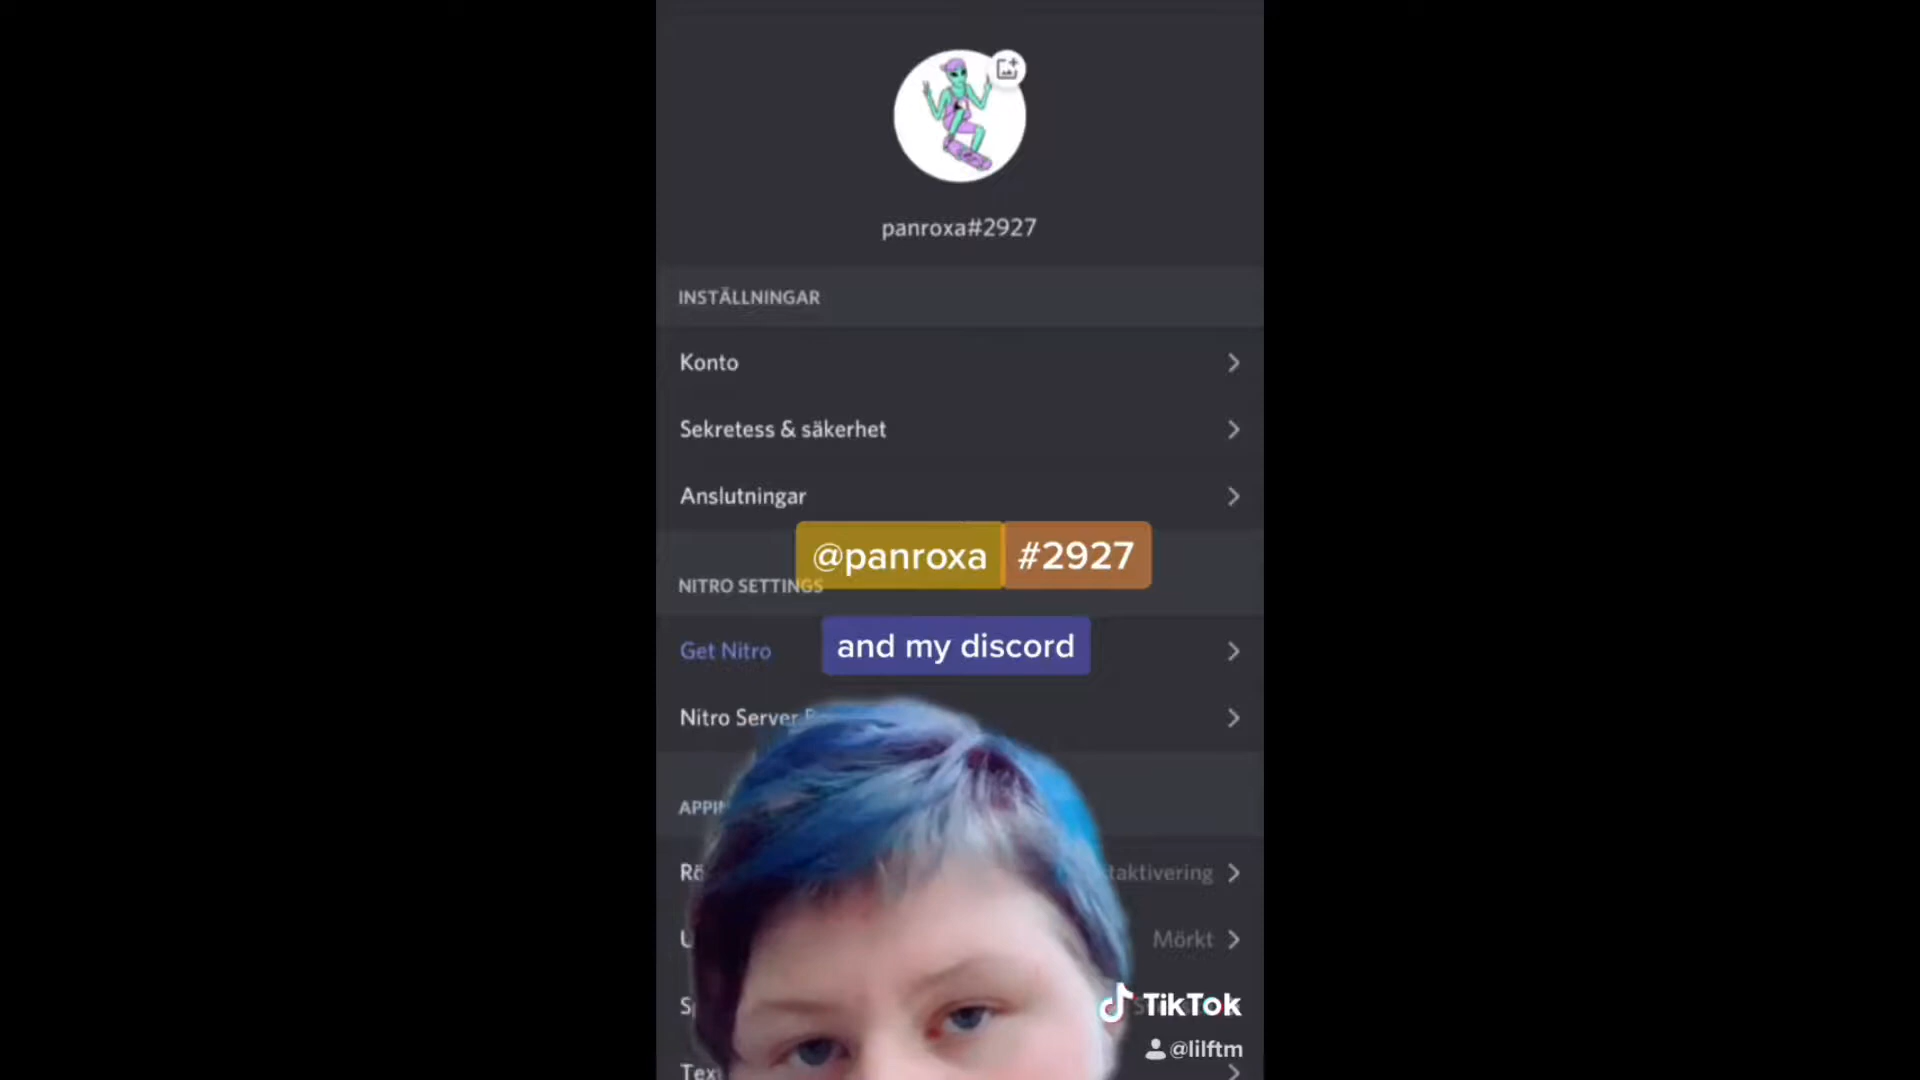 panroxa#2927
INSTÄLLNINGAR
Konto
Sekretess & säkerhet
Anslutningar
@panroxa #2927
NITRO SETTINGS
Get Nitro
and my discord
Nitro Server
Mörkt
TikTok
@lilftm